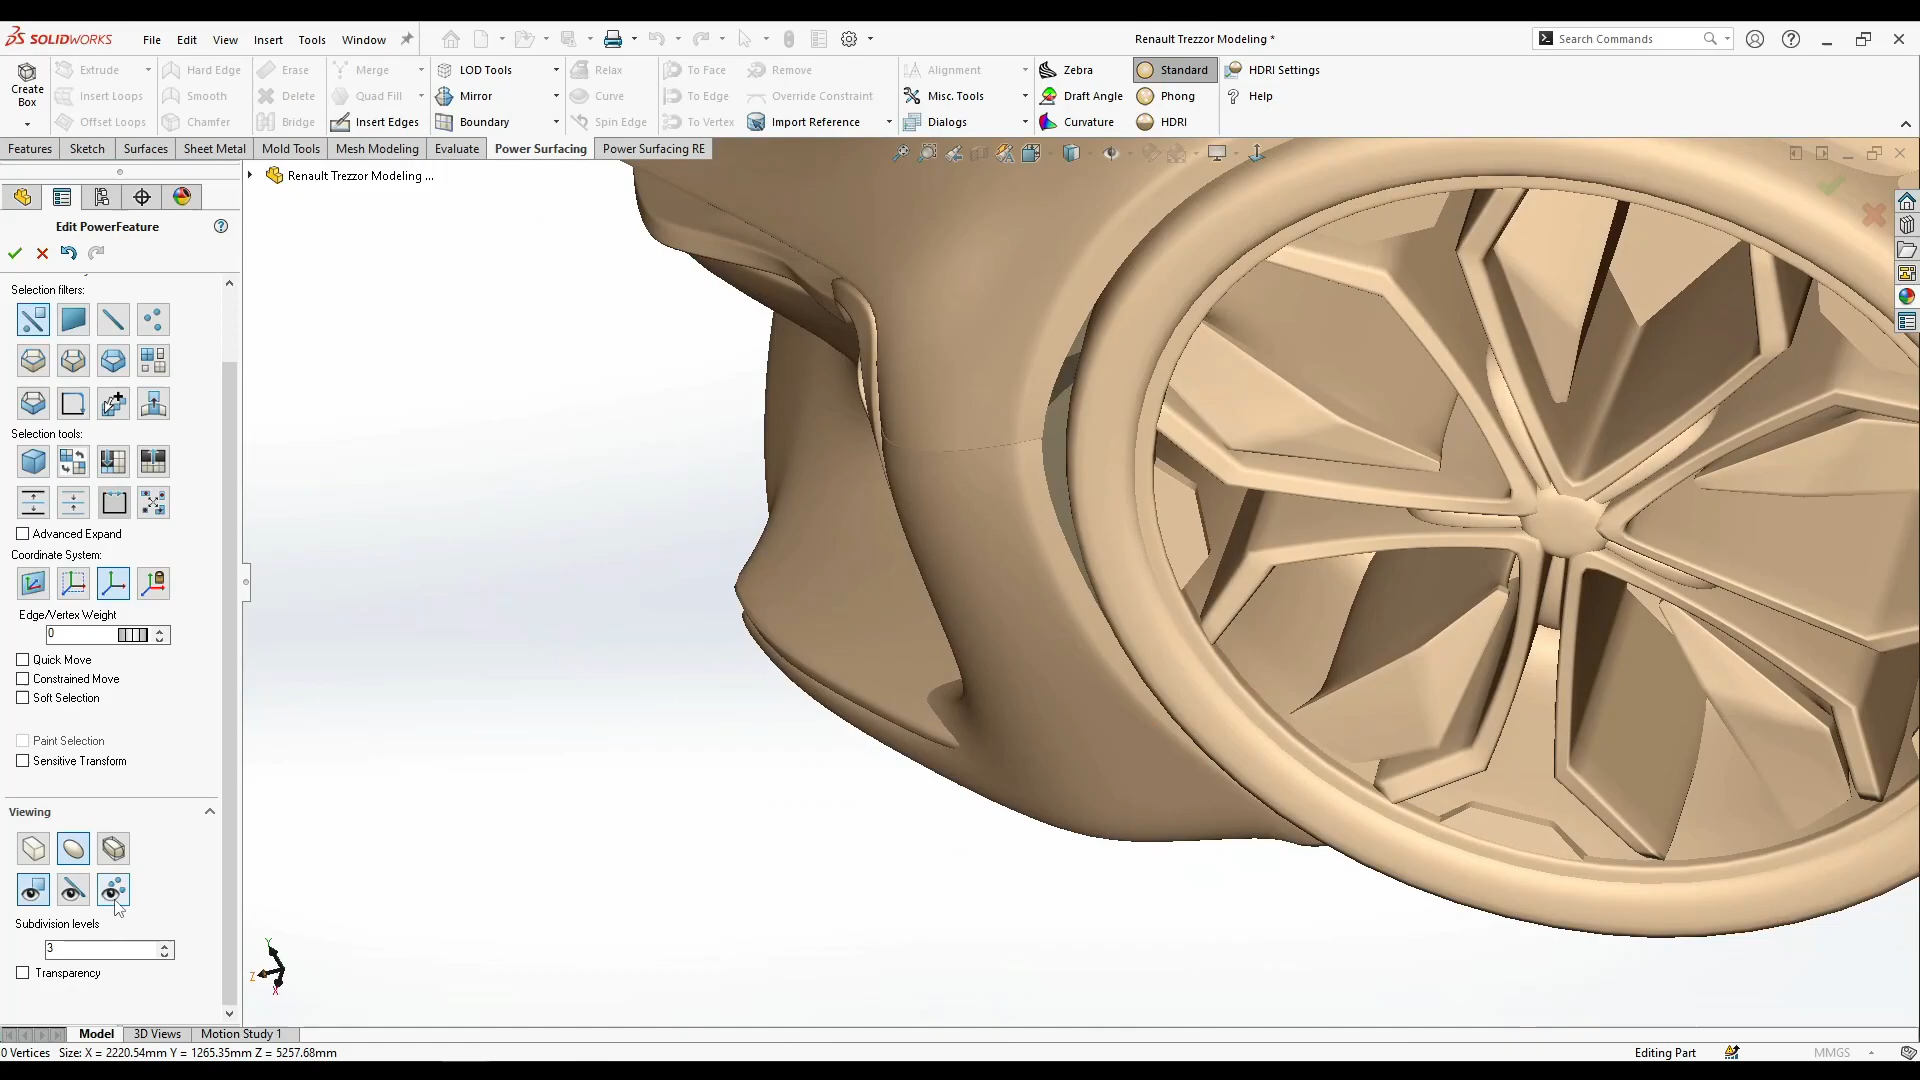 SOLIDWORKS File Edit View Insert Tools Window Renault Trezzor Modeling * Search Commands
Create Box
Extrude Hard Edge Erase Merge LOD Tools Relax To Face Remove Alignment Zebra Standard HDRI Settings
Insert Loops Smooth Delete Quad Fill Mirror Curve To Edge Override Constraint Misc. Tools Draft Angle Phong Help
Offset Loops Chamfer Bridge Insert Edges Boundary Spin Edge To Vertex Import Reference Dialogs Curvature HDRI
Features Sketch Surfaces Sheet Metal Mold Tools Mesh Modeling Evaluate Power Surfacing Power Surfacing RE
Renault Trezzor Modeling ...
Edit PowerFeature
Selection filters:
Selection tools:
Advanced Expand
Coordinate System:
Edge/Vertex Weight
0
Quick Move
Constrained Move
Soft Selection
Paint Selection
Sensitive Transform
Viewing
Subdivision levels
3
Transparency
Y
Z
X
Model 3D Views Motion Study 1
0 Vertices Size: X = 2220.54mm Y = 1265.35mm Z = 5257.68mm Editing Part MMGS